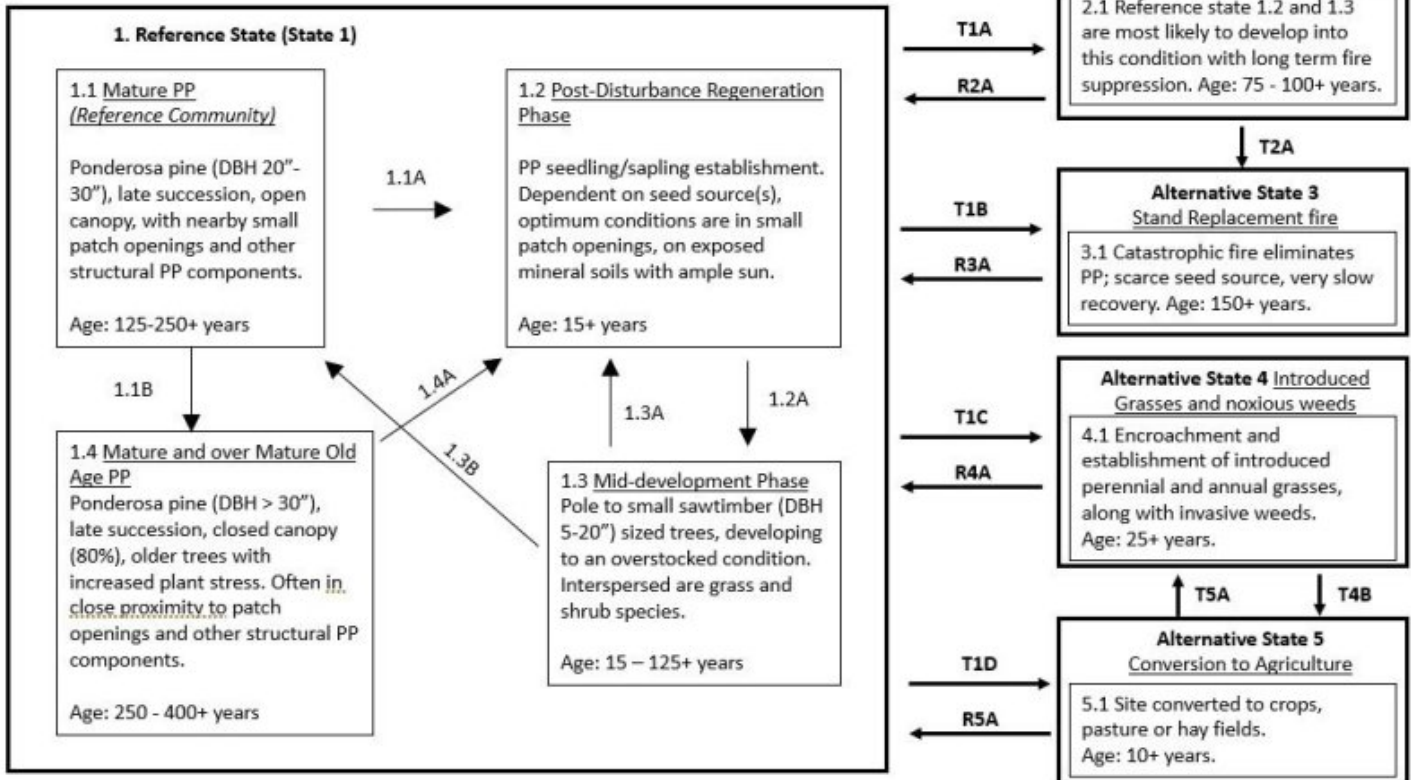 1. Reference State (State 1)
1.1 Mature PP
(Reference Community)
Ponderosa pine (DBH 20"-
30"), late succession, open
canopy, with nearby small
patch openings and other
structural PP components.
Age: 125-250+ years
1.1A
1.2 Post-Disturbance Regeneration
Phase
PP seedling/sapling establishment.
Dependent on seed source(s),
optimum conditions are in small
patch openings, on exposed
mineral soils with ample sun.
Age: 15+ years
1.1B
1.4A
1.3B
1.3A
1.2A
1.4 Mature and over Mature Old
Age PP
Ponderosa pine (DBH > 30"),
late succession, closed canopy
(80%), older trees with
increased plant stress. Often in
close proximity to patch
openings and other structural PP
components.
Age: 250 - 400+ years
1.3 Mid-development Phase
Pole to small sawtimber (DBH
5-20") sized trees, developing
to an overstocked condition.
Interspersed are grass and
shrub species.
Age: 15 – 125+ years
T1A
R2A
2.1 Reference state 1.2 and 1.3
are most likely to develop into
this condition with long term fire
suppression. Age: 75 - 100+ years.
T2A
T1B
R3A
Alternative State 3
Stand Replacement fire
3.1 Catastrophic fire eliminates
PP; scarce seed source, very slow
recovery. Age: 150+ years.
T1C
R4A
Alternative State 4 Introduced
Grasses and noxious weeds
4.1 Encroachment and
establishment of introduced
perennial and annual grasses,
along with invasive weeds.
Age: 25+ years.
T5A
T4B
T1D
R5A
Alternative State 5
Conversion to Agriculture
5.1 Site converted to crops,
pasture or hay fields.
Age: 10+ years.